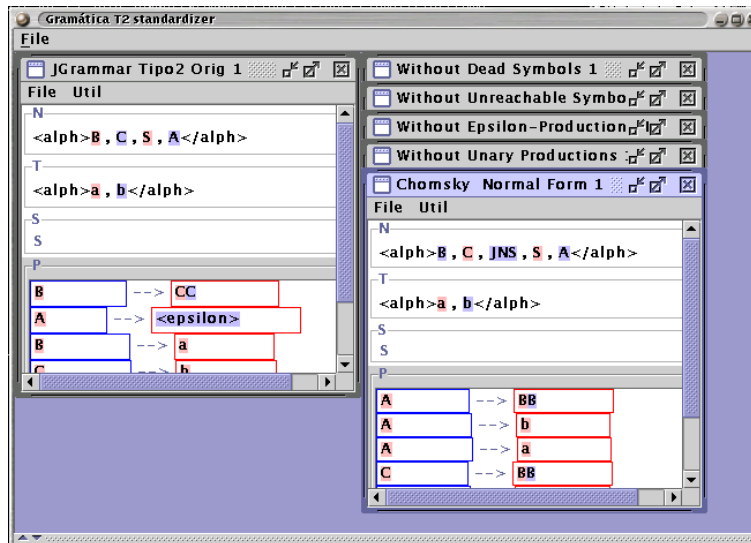 Gramática T2 standardizer
File
JGrammar Tipo2 Orig 1
File Util
N
<alph>B , C , S , A</alph>
T
<alph>a , b</alph>
S
S
P
B --> CC
A --> <epsilon>
B --> a
C --> b
Without Dead Symbols 1
Without Unreachable Symbo
Without Epsilon-Production
Without Unary Productions
Chomsky Normal Form 1
File Util
N
<alph>B , C , JNS , S , A</alph>
T
<alph>a , b</alph>
S
S
P
A --> BB
A --> b
A --> a
C --> BB